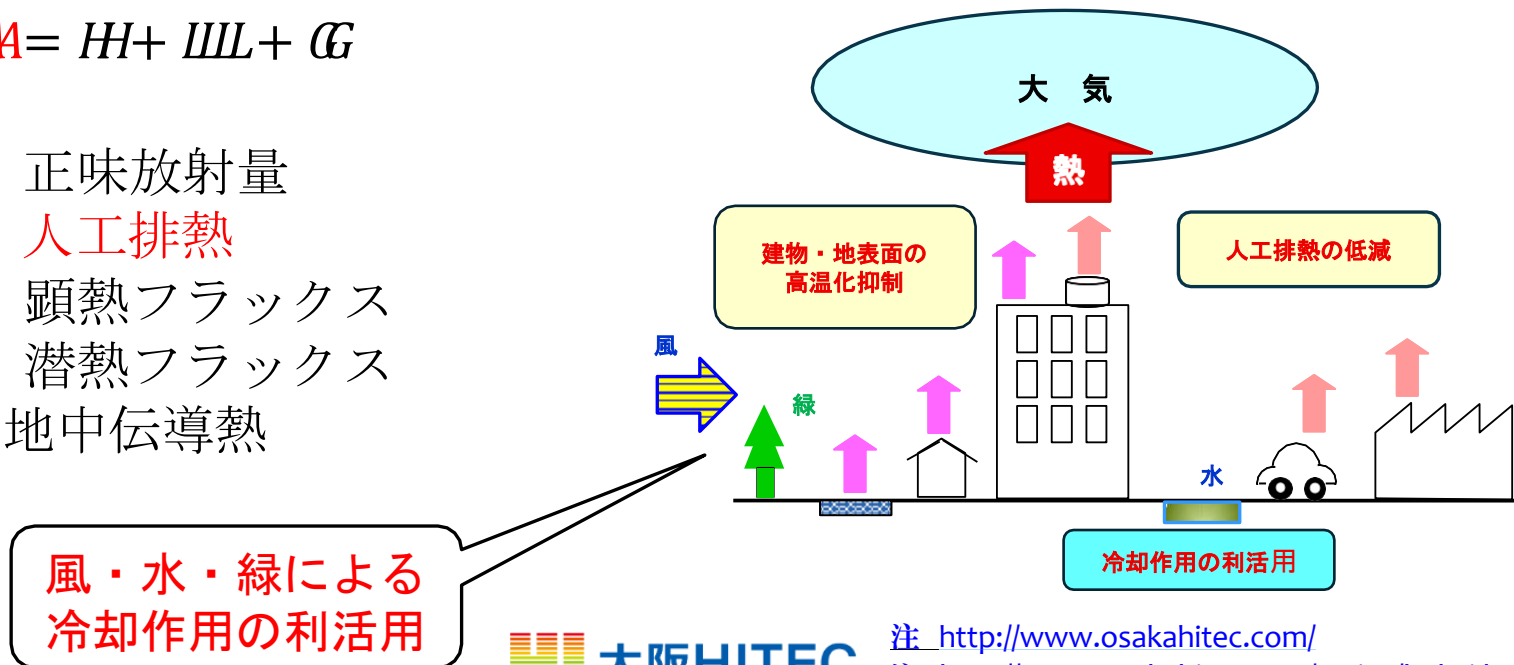 A= HH+ lLlLL+ GG
正味放射量
人工排熱
顕熱フラックス
潜熱フラックス
地中伝導熱
大 気
熱
建物・地表面の
高温化抑制
人工排熱の低減
風
緑
水
冷却作用の利活用
風・水・緑による
冷却作用の利活用
大阪HITEC
注 http://www.osakahitec.com/